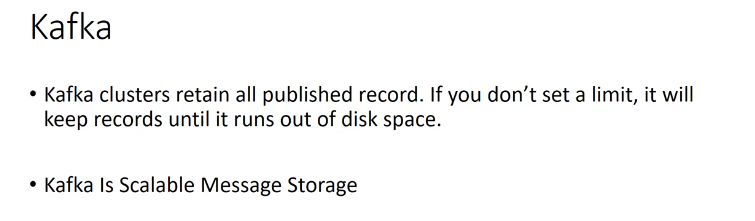 Kafka
• Kafka clusters retain all published record. If you don't set a limit, it will
keep records until it runs out of disk space.
• Kafka Is Scalable Message Storage